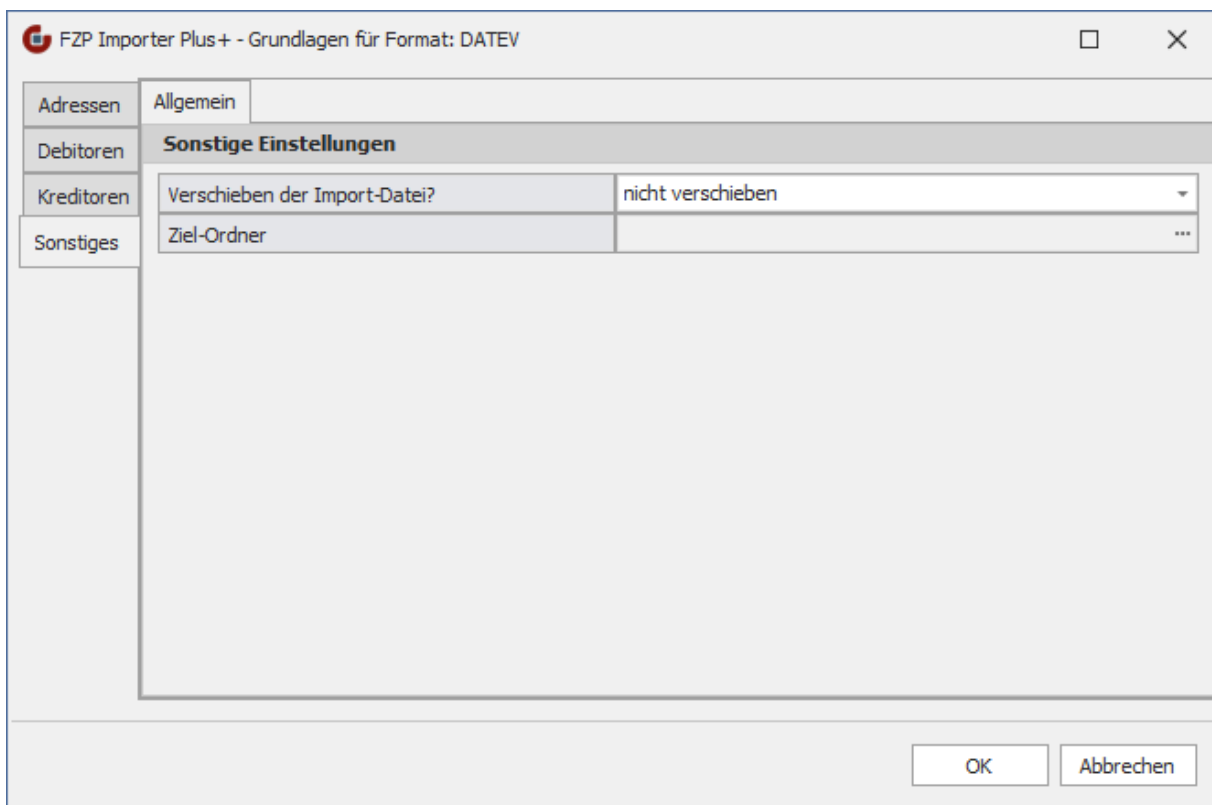 FZP Importer Plus+ - Grundlagen für Format: DATEV
Adressen
Debitoren
Kreditoren
Sonstiges
Allgemein
Sonstige Einstellungen
Verschieben der Import-Datei? nicht verschieben
Ziel-Ordner ...
OK Abbrechen